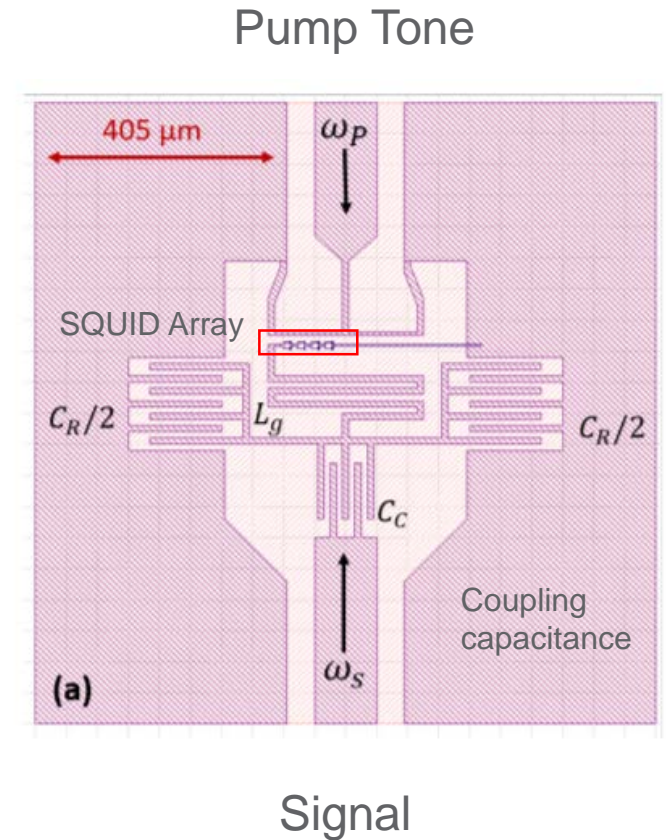 Pump Tone
405 μm
ω_P
SQUID Array
C_R/2
L_g
C_R/2
C_C
Coupling
capacitance
ω_S
(a)
Signal